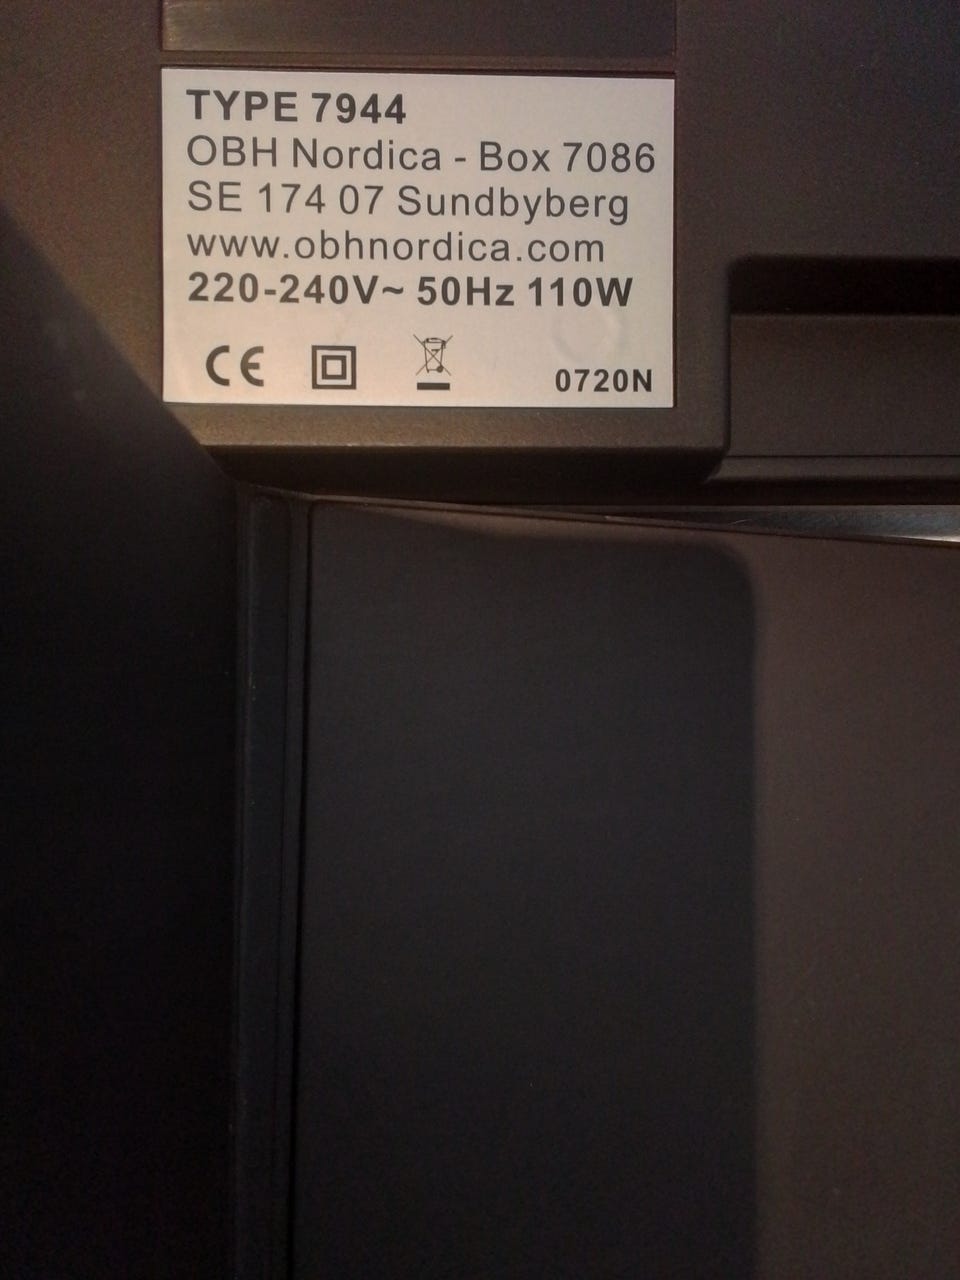 TYPE 7944
OBH Nordica - Box 7086
SE 174 07 Sundbyberg
www.obhnordica.com
220-240V~ 50Hz 110W
CE
0720N